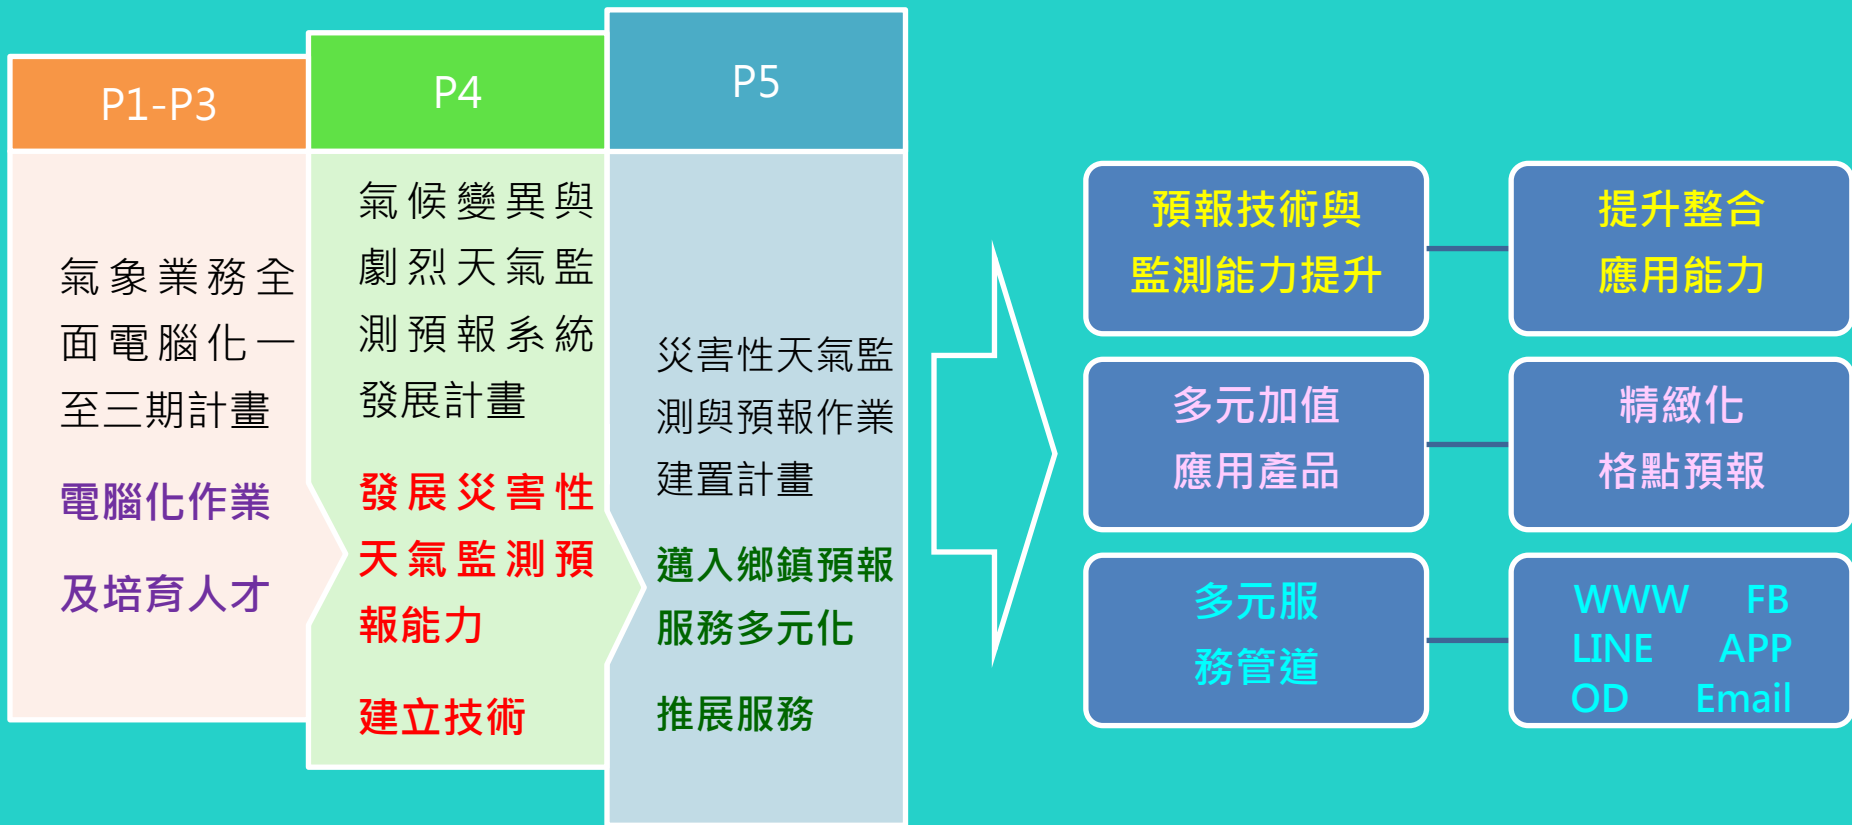 P1-P3
氣象業務全
面電腦化一
至三期計畫
電腦化作業
及培育人才
P4
氣候變異與
劇烈天氣監
測預報系統
發展計畫
發展災害性
天氣監測預
報能力
建立技術
P5
災害性天氣監
測與預報作業
建置計畫
邁入鄉鎮預報
服務多元化
推展服務
預報技術與
監測能力提升
提升整合
應用能力
多元加值
應用產品
精緻化
格點預報
多元服
務管道
WWW FB
LINE APP
OD Email